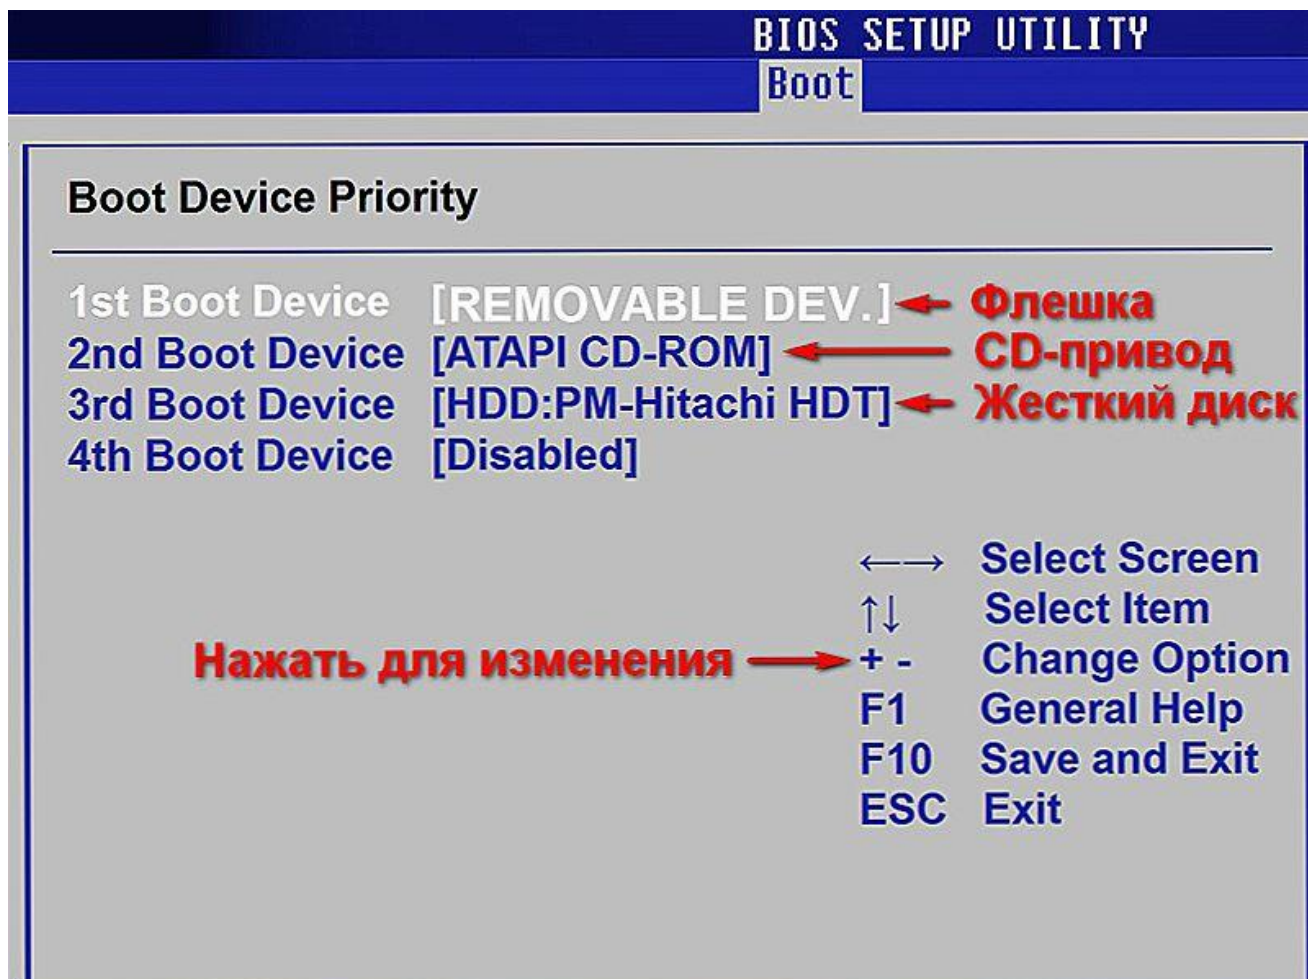 BIOS SETUP UTILITY
Boot
Boot Device Priority
1st Boot Device [REMOVABLE DEV.] Флешка
2nd Boot Device [ATAPI CD-ROM] CD-привод
3rd Boot Device [HDD:PM-Hitachi HDT] Жесткий диск
4th Boot Device [Disabled]
←→ Select Screen
↑↓ Select Item
Нажать для изменения + - Change Option
F1 General Help
F10 Save and Exit
ESC Exit